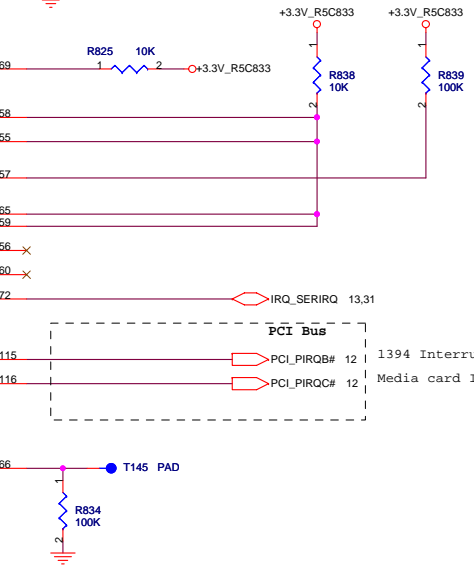 +3.3V_R5C833 +3.3V_R5C833
R825 10K
69 1 2 +3.3V_R5C833
1 1
R838 R839
10K 100K
2 2
58
55
57
65
59
56
60
72 IRQ_SERIRQ 13,31
PCI Bus
115 PCI_PIRQB# 12 1394 Interru
116 PCI_PIRQC# 12 Media card I
66 T145 PAD
1
R834
100K
2